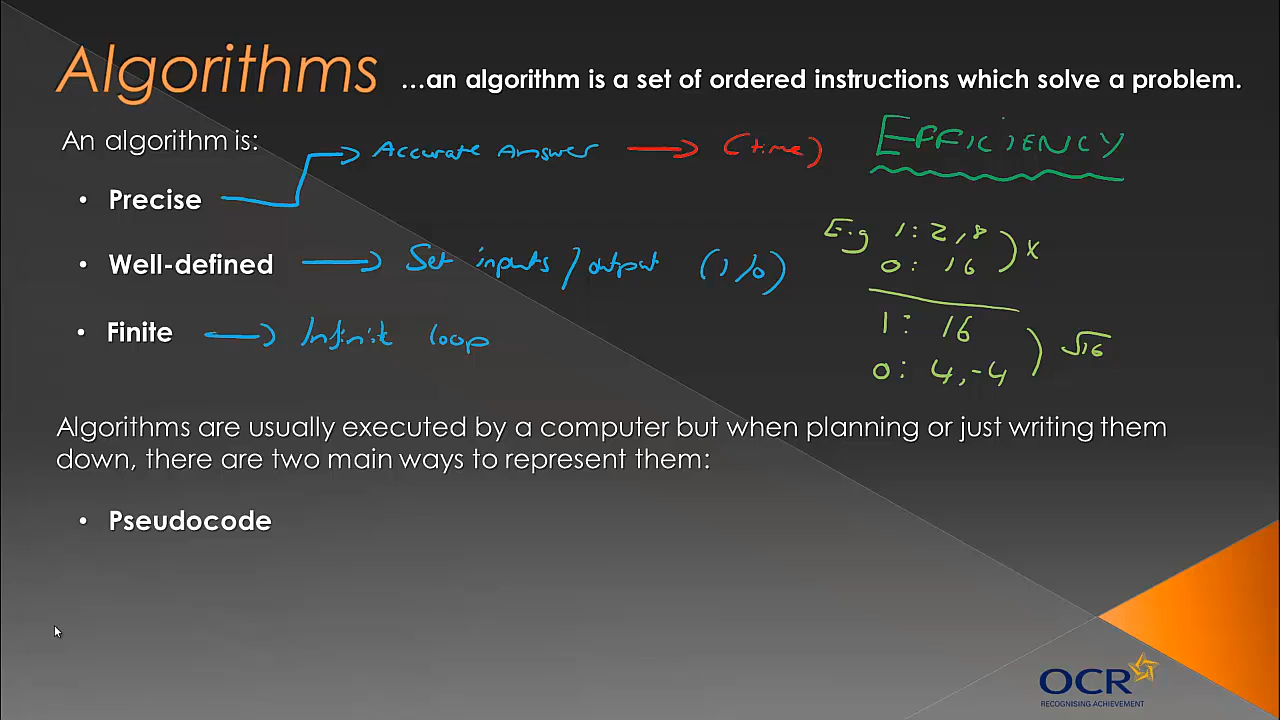 Algorithms ...an algorithm is a set of ordered instructions which solve a problem.
An algorithm is:
Accurate Answer (time) EFFICIENCY
• Precise
E.g 1: 2,8 ) x
0: 16
• Well-defined Set inputs/output (1/0)
1: 16
• Finite Infinit loop
0: 4,-4 ) √16
Algorithms are usually executed by a computer but when planning or just writing them
down, there are two main ways to represent them:
• Pseudocode
OCR
RECOGNISING ACHIEVEMENT